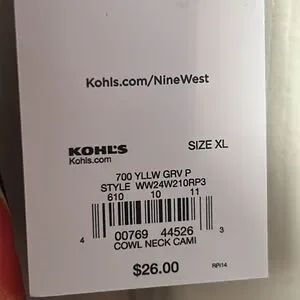 Kohls.com/NineWest
KOHL'S SIZE XL
Kohls.com
700 YLLW GRV P
STYLE WW24W210RP3
610 10 11
4 00769 44526 3
COWL NECK CAMI
$26.00 RPI14